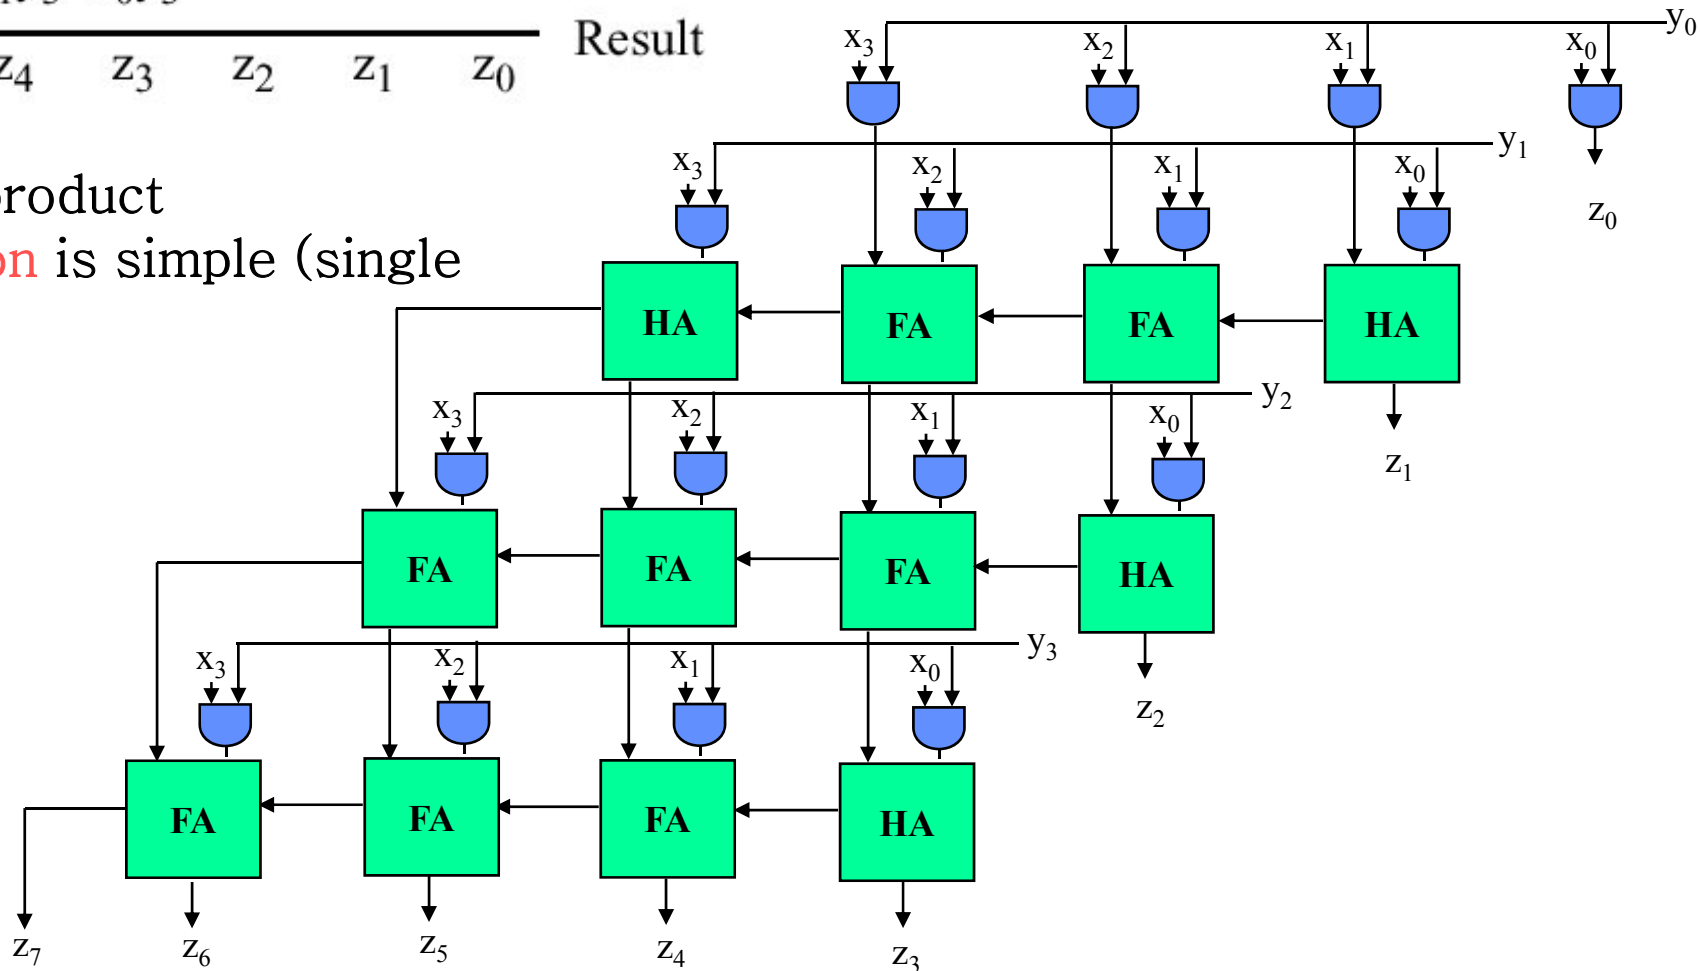 Result
z4 z3 z2 z1 z0
product
on is simple (single
y0
x3 x2 x1 x0
y1
x3 x2 x1 x0
z0
HA FA FA HA
y2
x3 x2 x1 x0
z1
FA FA FA HA
y3
x3 x2 x1 x0
z2
FA FA FA HA
z7 z6 z5 z4 z3